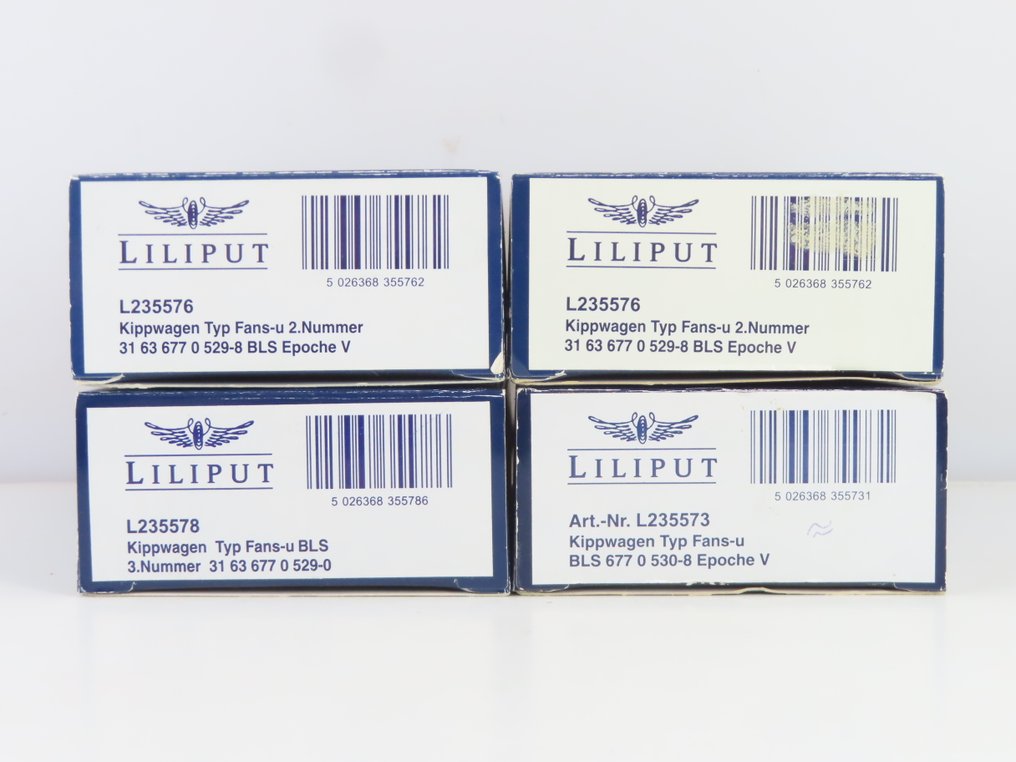 LILIPUT
5 026368 355762
L235576
Kippwagen Typ Fans-u 2.Nummer
31 63 677 0 529-8 BLS Epoche V
LILIPUT
5 026368 355762
L235576
Kippwagen Typ Fans-u 2.Nummer
31 63 677 0 529-8 BLS Epoche V
LILIPUT
5 026368 355786
L235578
Kippwagen Typ Fans-u BLS
3.Nummer 31 63 677 0 529-0
LILIPUT
5 026368 355731
Art.-Nr. L235573
Kippwagen Typ Fans-u
BLS 677 0 530-8 Epoche V